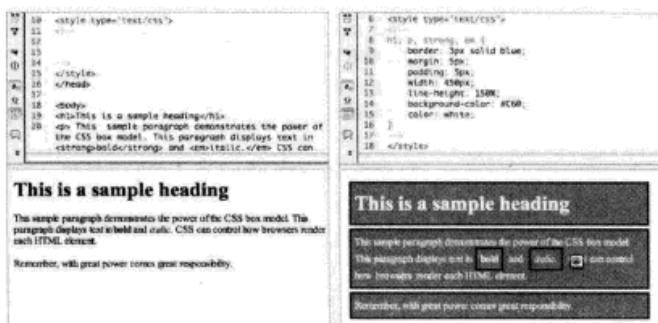 10 <style type="text/css">
11 <!--
12
13
14 -->
15 </style>
16 </head>
17
18 <body>
19 <h1>This is a sample heading</h1>
20 <p> This sample paragraph demonstrates the power of
the CSS box model. This paragraph displays text in
<strong>bold</strong> and <em>italic.</em> CSS can
This is a sample heading
This sample paragraph demonstrates the power of the CSS box model. This
paragraph displays text in bold and italic. CSS can control how browsers render
each HTML element.
Remember, with great power comes great responsibility.
6 <style type="text/css">
7 <!--
8 h1, p, strong, em {
9 border: 3px solid blue;
10 margin: 5px;
11 padding: 5px;
12 width: 450px;
13 line-height: 150%;
14 background-color: #C60;
15 color: white;
16 }
17 -->
18 </style>
This is a sample heading
This sample paragraph demonstrates the power of the CSS box model.
This paragraph displays text in bold and italic. can control
how browsers render each HTML element.
Remember, with great power comes great responsibility.